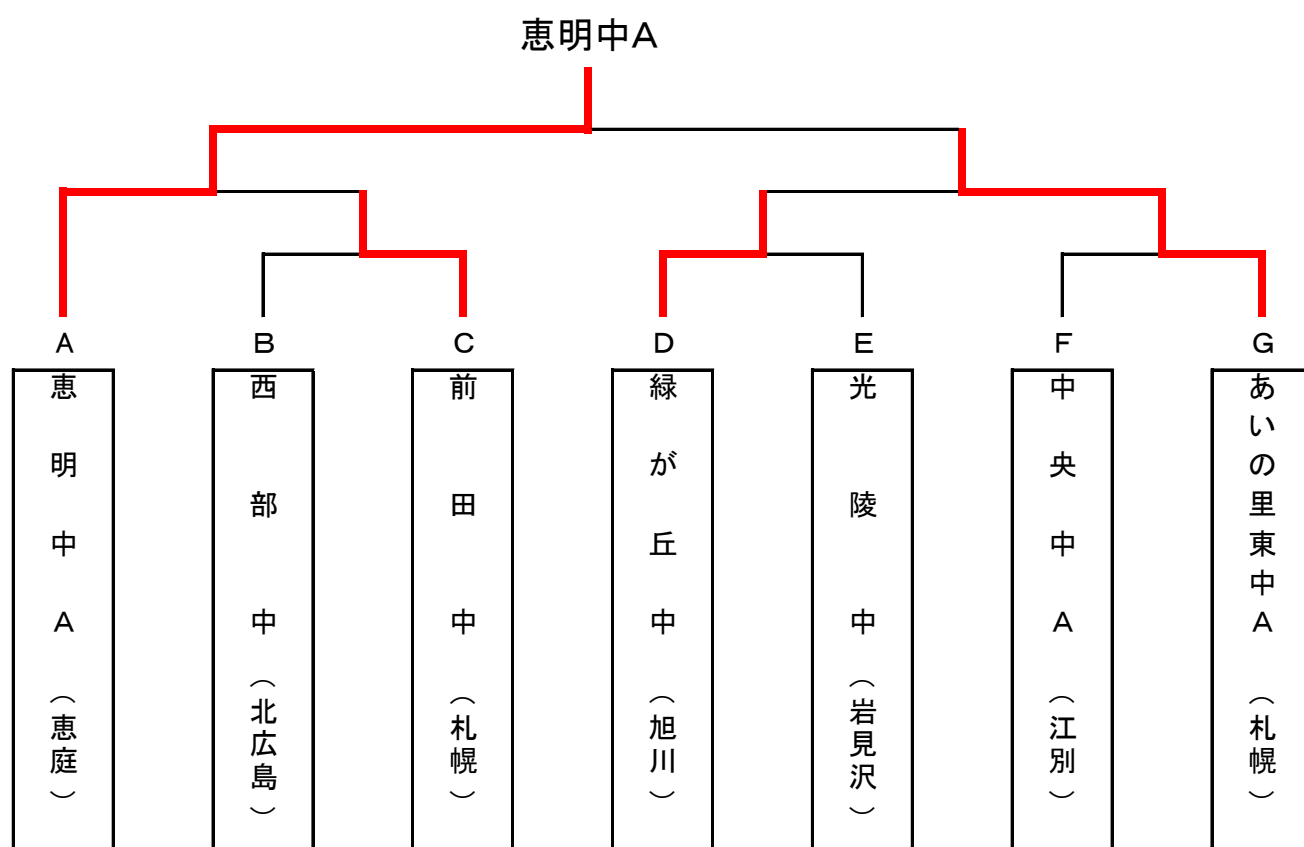 恵明中A
A
B
C
D
E
F
G
恵明中A（恵庭）
西部中（北広島）
前田中（札幌）
緑が丘中（旭川）
光陵中（岩見沢）
中央中A（江別）
あいの里東中A（札幌）